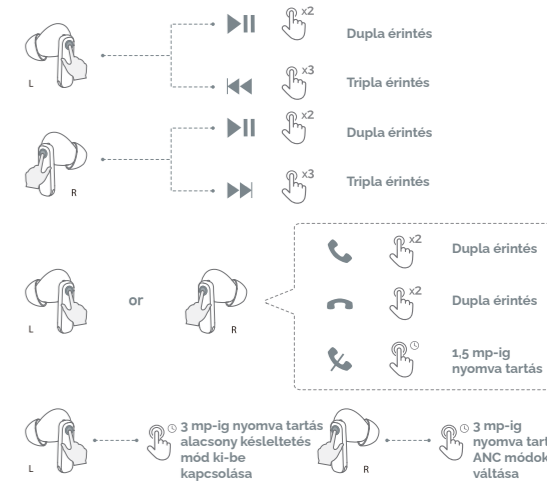 x2
Dupla érintés
x3
Tripla érintés
L
x2
Dupla érintés
x3
Tripla érintés
R
x2
Dupla érintés
or
x2
Dupla érintés
L
R
1,5 mp-ig
nyomva tartás
3 mp-ig nyomva tartás
alacsony késleltetés
mód ki-be
kapcsolása
L
3 mp-ig
nyomva tart
ANC módok
váltása
R